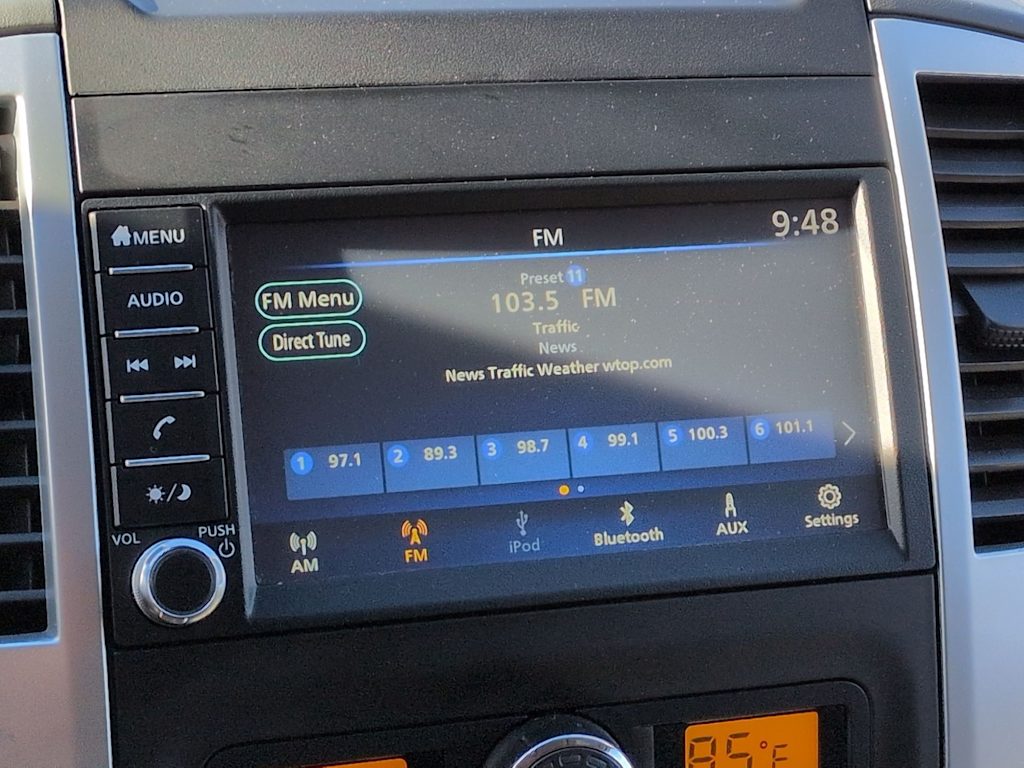 MENU
AUDIO
VOL
PUSH
FM
9:48
Preset 11
103.5 FM
Traffic
News
News Traffic Weather wtop.com
FM Menu
Direct Tune
1 97.1
2 89.3
3 98.7
4 99.1
5 100.3
6 101.1
AM
FM
iPod
Bluetooth
AUX
Settings
85°F